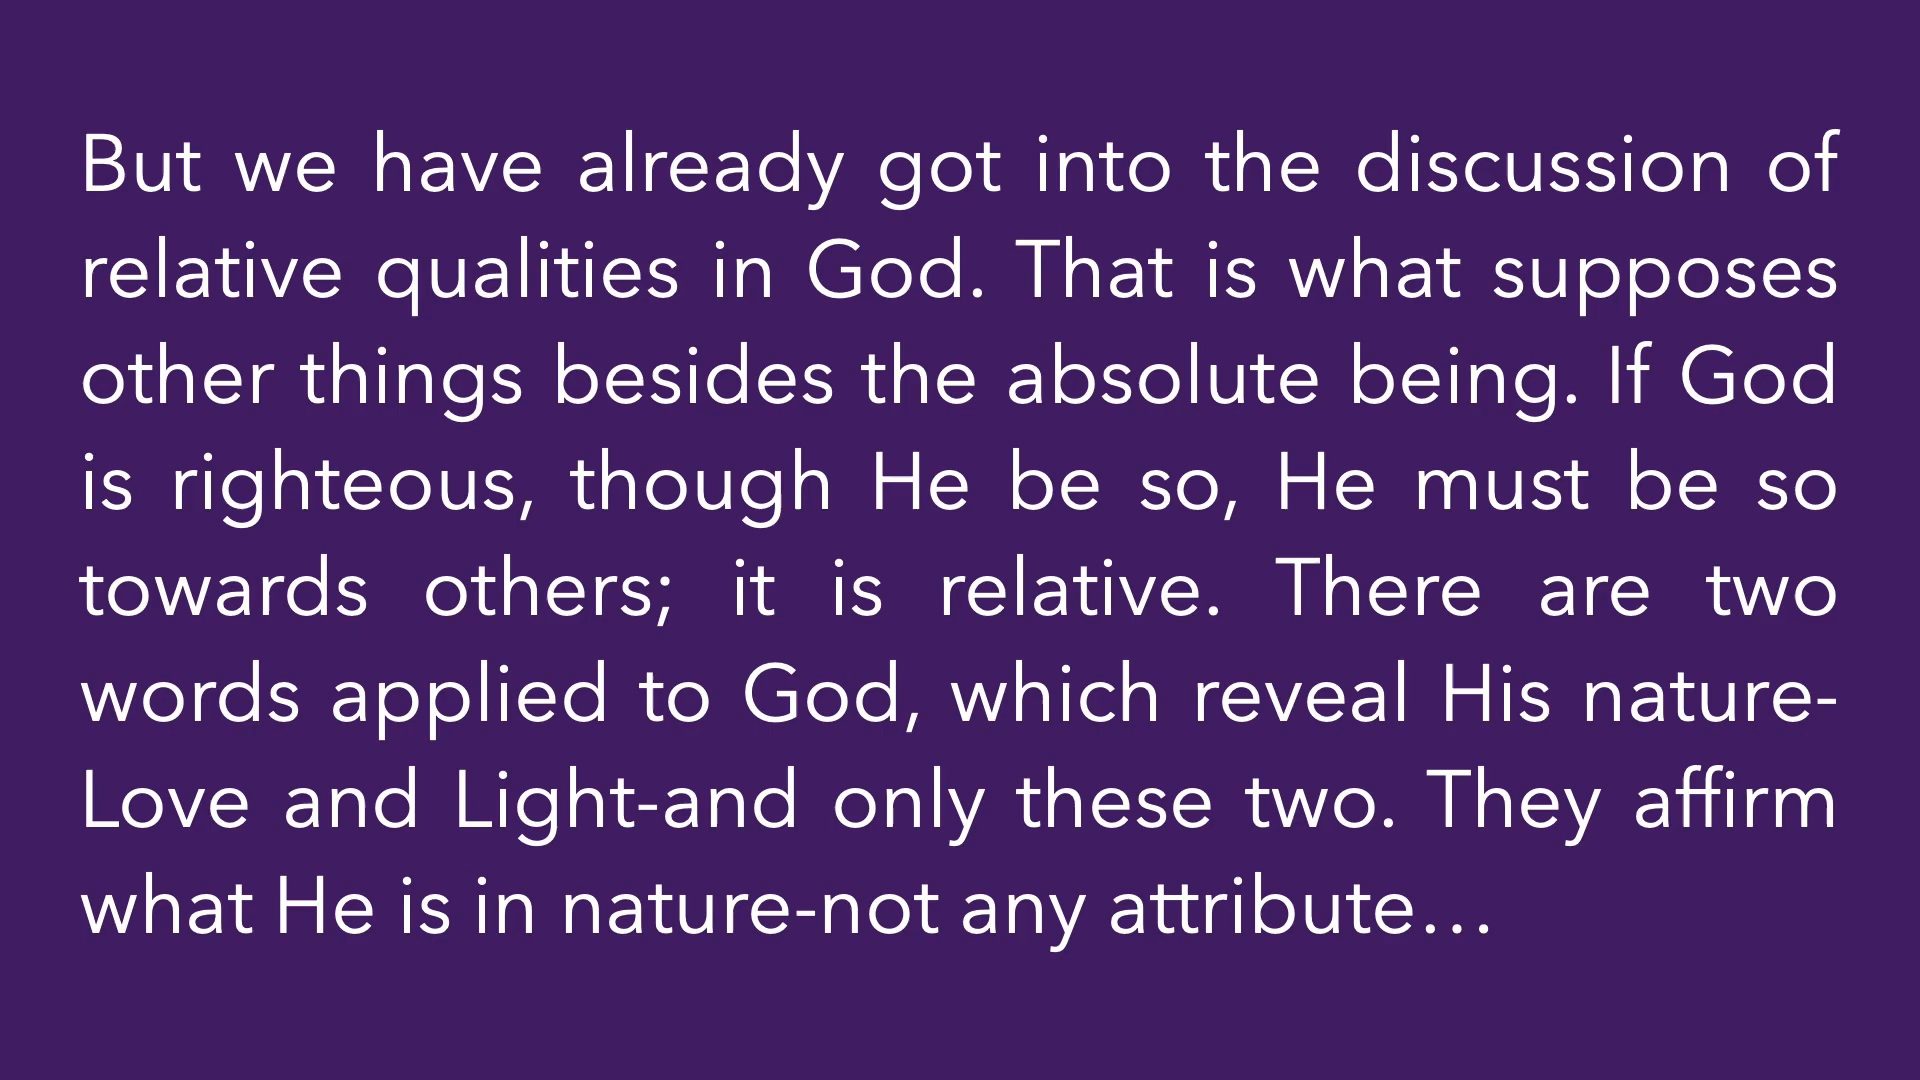 But we have already got into the discussion of
relative qualities in God. That is what supposes
other things besides the absolute being. If God
is righteous, though He be so, He must be so
towards others; it is relative. There are two
words applied to God, which reveal His nature-
Love and Light-and only these two. They affirm
what He is in nature-not any attribute…